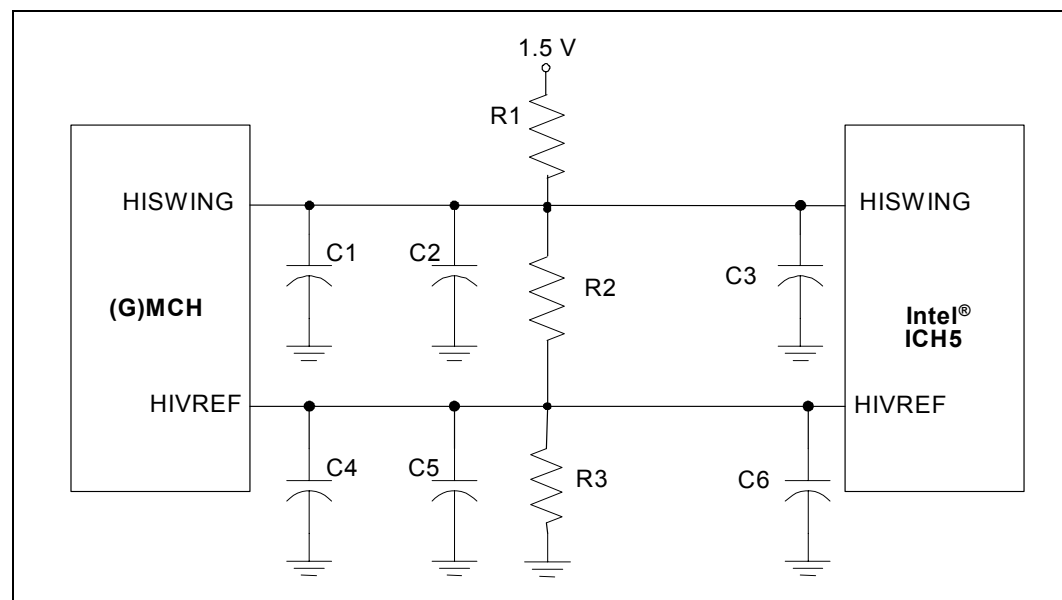 1.5 V
R1
HISWING
HISWING
C1
C2
C3
R2
(G)MCH
Intel®
ICH5
HIVREF
HIVREF
C4
C5
R3
C6